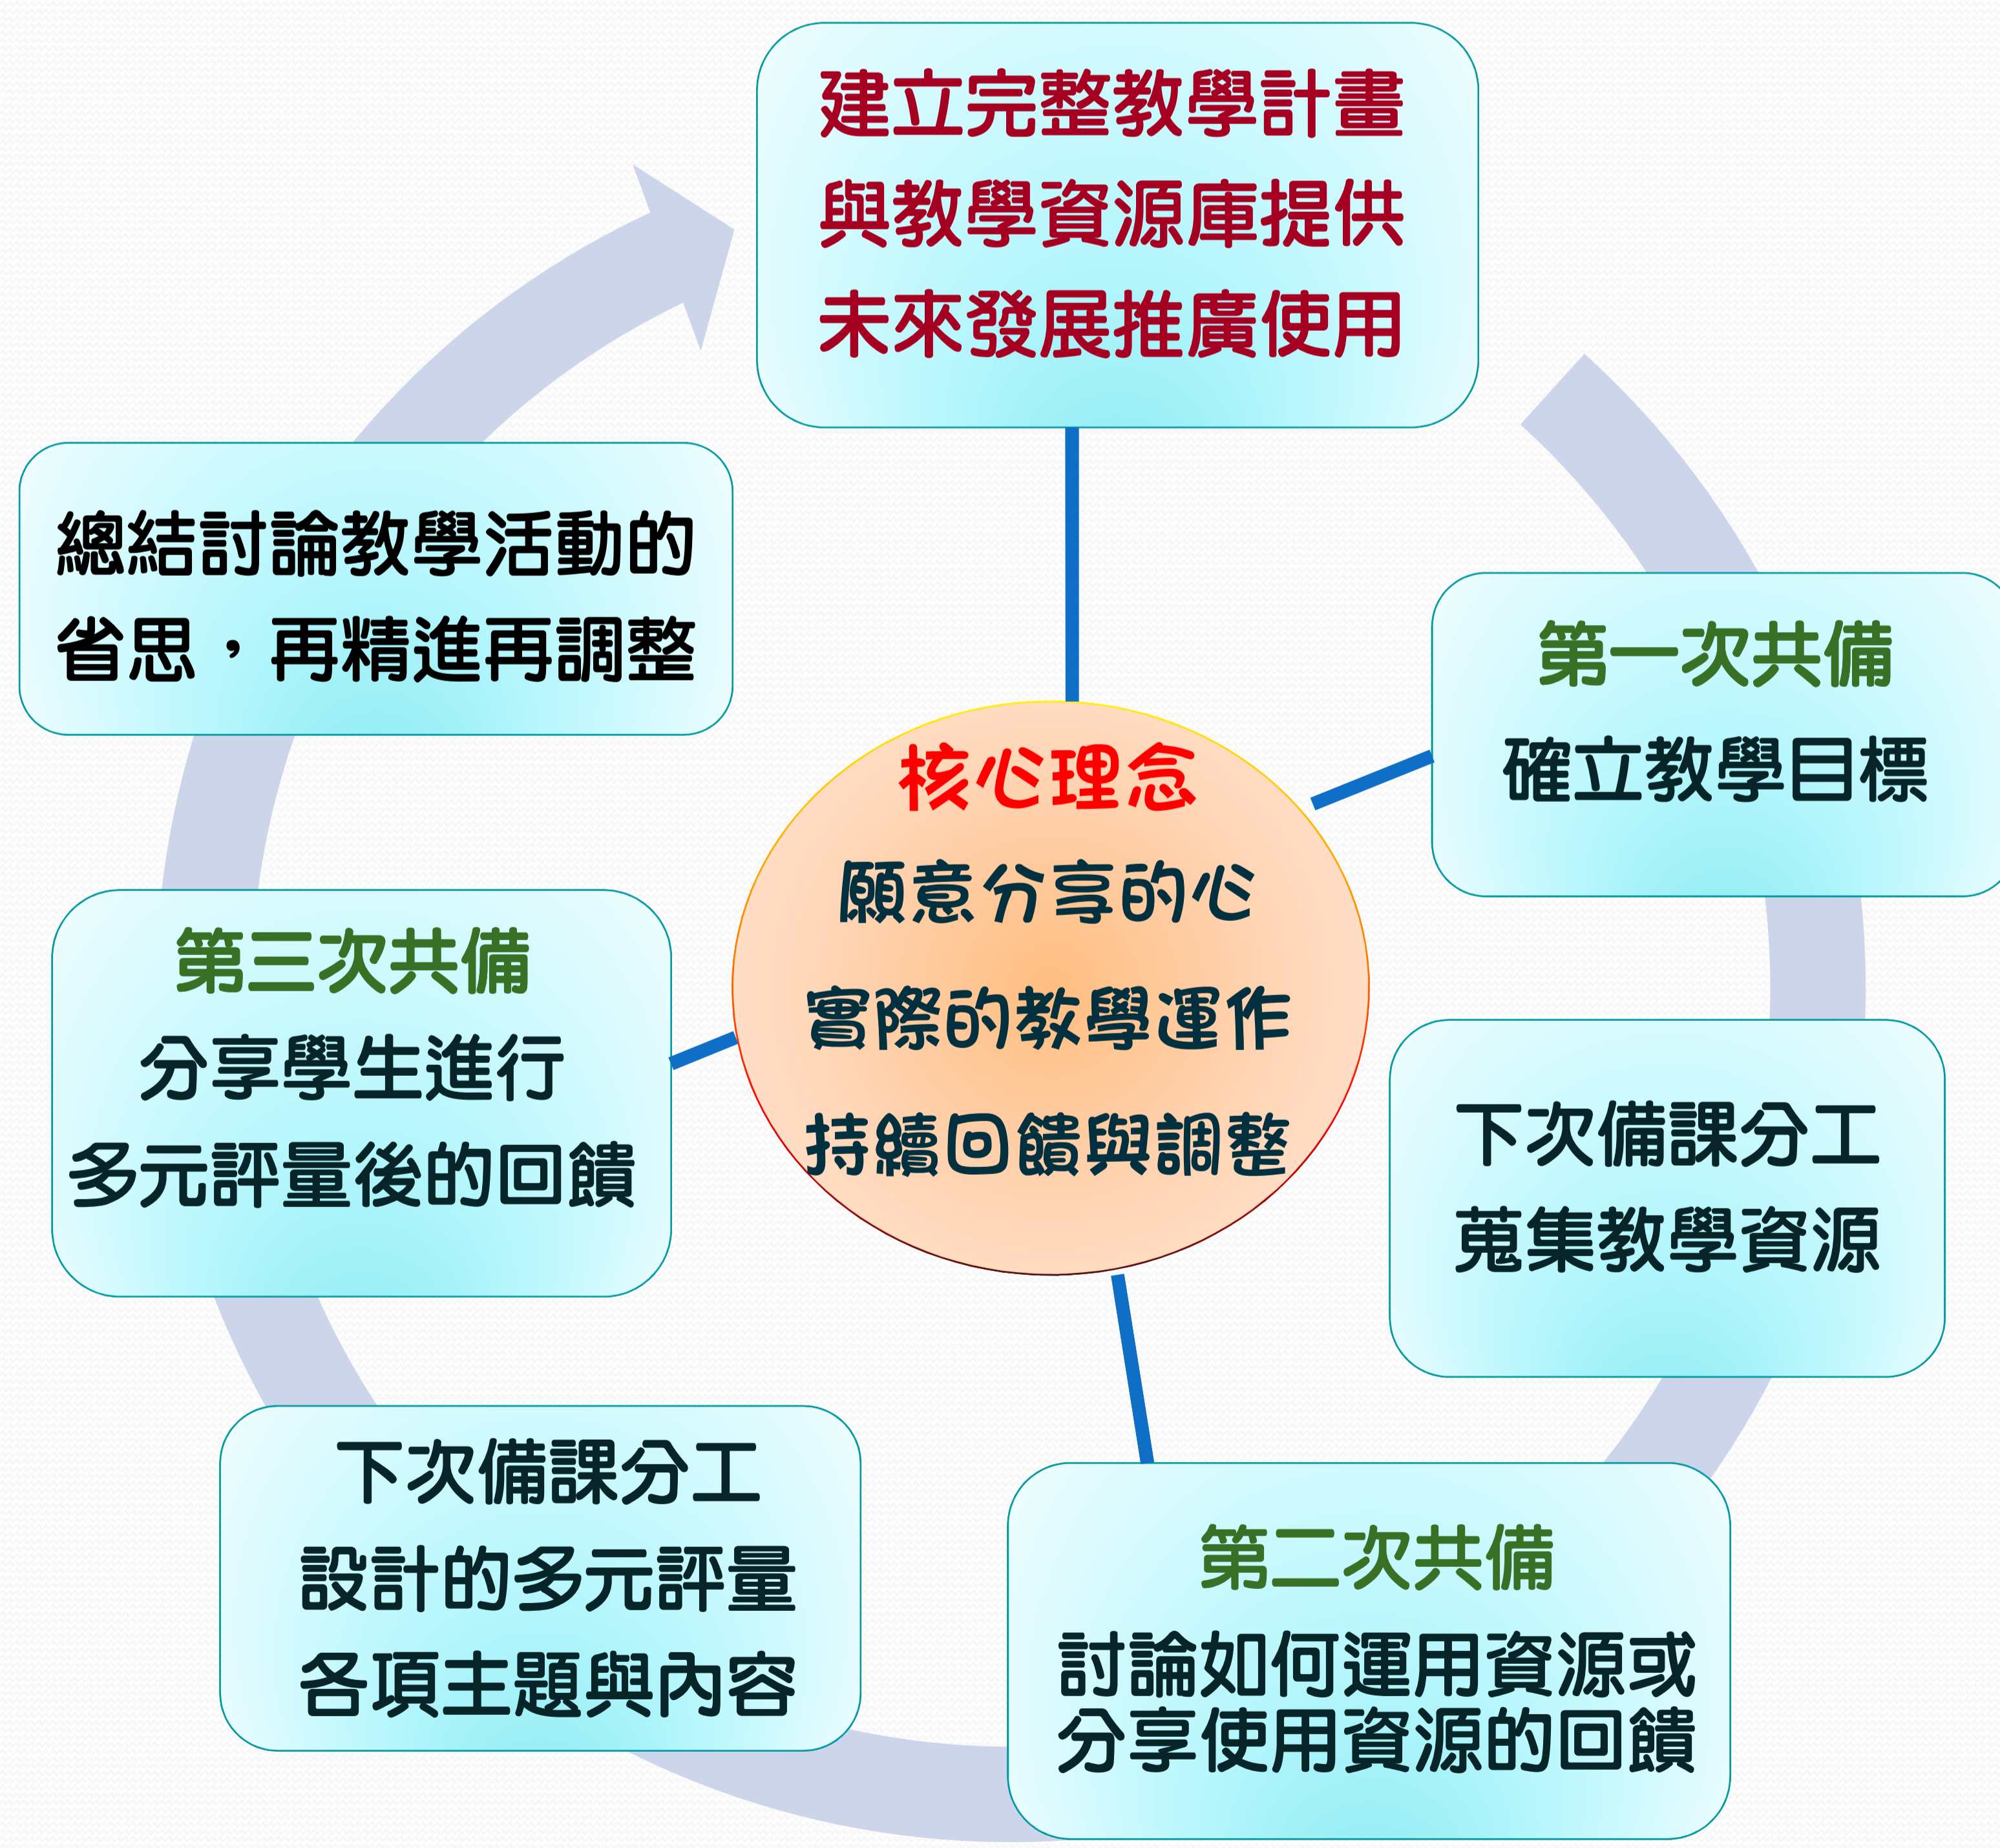 建立完整教學計畫
與教學資源庫提供
未來發展推廣使用
第一次共備
確立教學目標
下次備課分工
蒐集教學資源
第二次共備
討論如何運用資源或
分享使用資源的回饋
下次備課分工
設計的多元評量
各項主題與內容
第三次共備
分享學生進行
多元評量後的回饋
總結討論教學活動的
省思，再精進再調整
核心理念
願意分享的心
實際的教學運作
持續回饋與調整